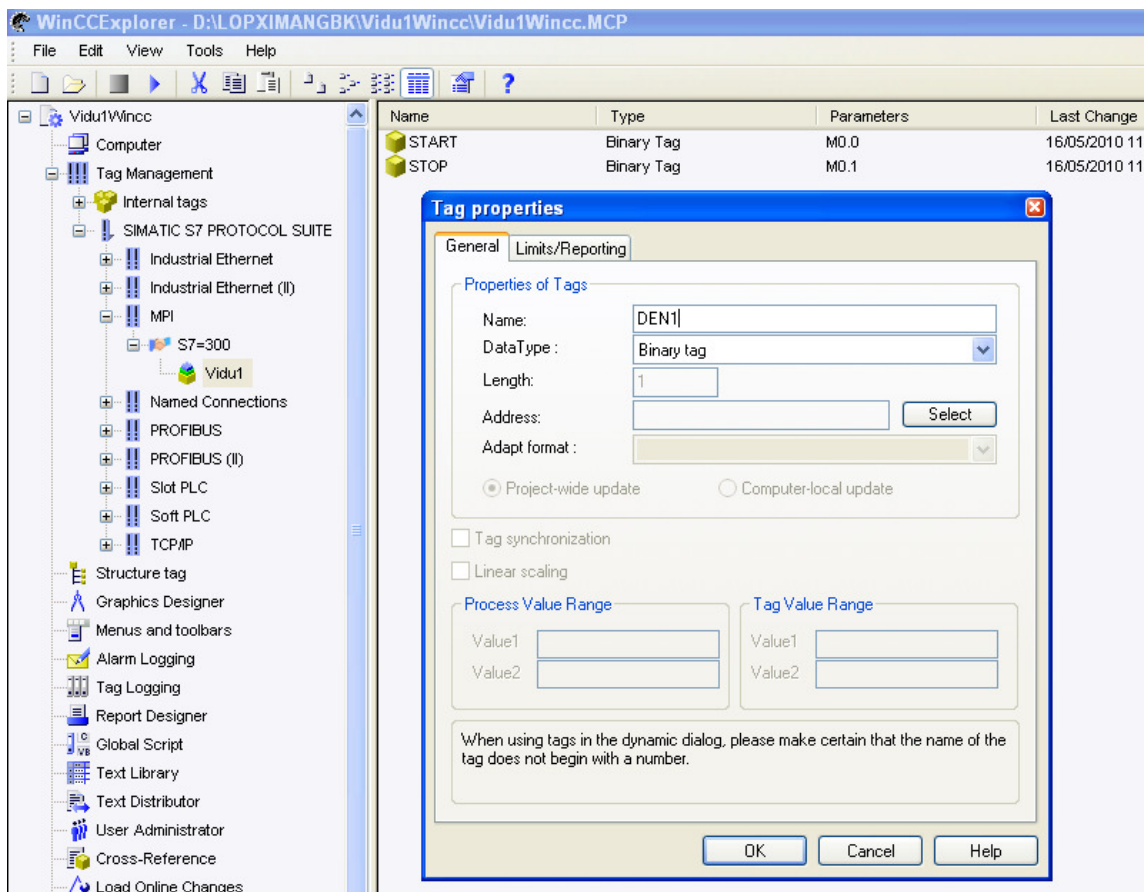 WinCCExplorer - D:\LOPXIMANGBK\Vidu1Wincc\Vidu1Wincc.MCP
File Edit View Tools Help
Vidu1Wincc
Computer
Tag Management
Internal tags
SIMATIC S7 PROTOCOL SUITE
Industrial Ethernet
Industrial Ethernet (II)
MPI
S7=300
Vidu1
Named Connections
PROFIBUS
PROFIBUS (II)
Slot PLC
Soft PLC
TCP/IP
Structure tag
Graphics Designer
Menus and toolbars
Alarm Logging
Tag Logging
Report Designer
Global Script
Text Library
Text Distributor
User Administrator
Cross-Reference
Load Online Changes
Name Type Parameters Last Change
START Binary Tag M0.0 16/05/2010 11
STOP Binary Tag M0.1 16/05/2010 11
Tag properties
General Limits/Reporting
Properties of Tags
Name: DEN1
DataType : Binary tag
Length: 1
Address: Select
Adapt format :
Project-wide update Computer-local update
Tag synchronization
Linear scaling
Process Value Range Tag Value Range
Value1 Value1
Value2 Value2
When using tags in the dynamic dialog, please make certain that the name of the
tag does not begin with a number.
OK Cancel Help